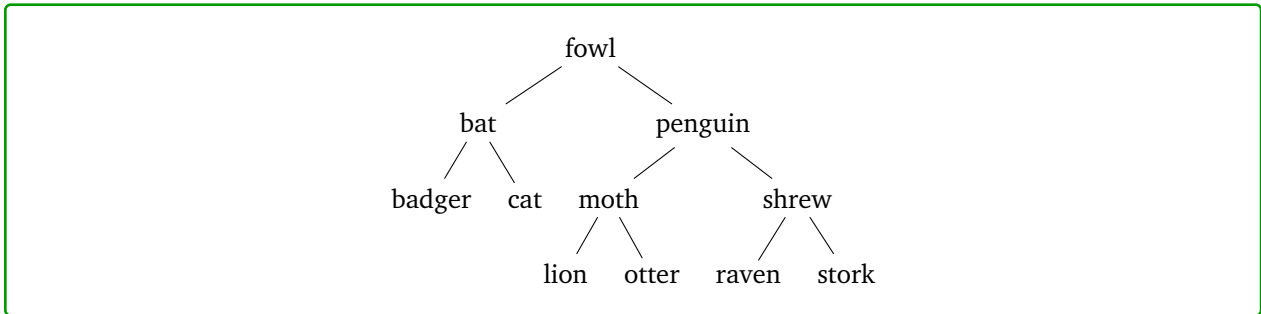 fowl
bat penguin
badger cat moth shrew
lion otter raven stork